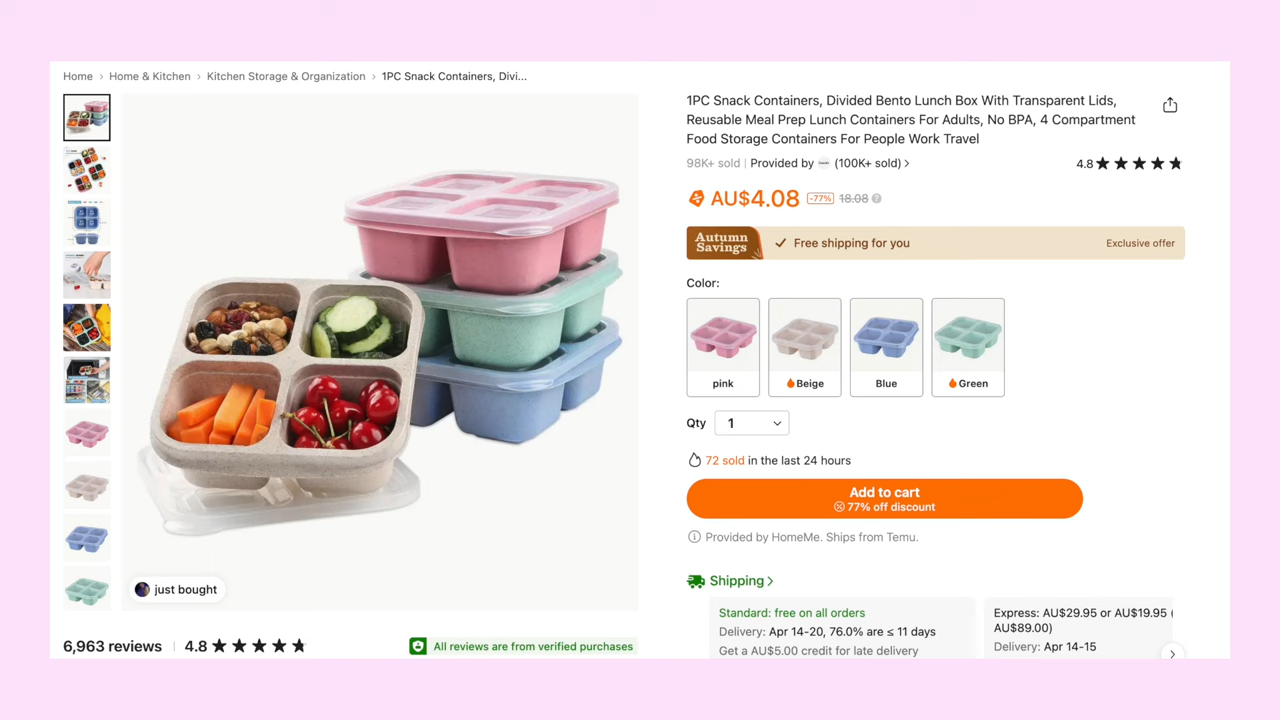 Home › Home & Kitchen › Kitchen Storage & Organization › 1PC Snack Containers, Divi...
1PC Snack Containers, Divided Bento Lunch Box With Transparent Lids,
Reusable Meal Prep Lunch Containers For Adults, No BPA, 4 Compartment
Food Storage Containers For People Work Travel
98K+ sold | Provided by (100K+ sold) >
4.8
AU$4.08 -77% 18.08
Autumn
Savings
Free shipping for you
Exclusive offer
Color:
pink
Beige
Blue
Green
Qty 1
72 sold in the last 24 hours
Add to cart
77% off discount
Provided by HomeMe. Ships from Temu.
Shipping >
Standard: free on all orders
Delivery: Apr 14-20, 76.0% are ≤ 11 days
Get a AU$5.00 credit for late delivery
Express: AU$29.95 or AU$19.95 (
AU$89.00)
Delivery: Apr 14-15
just bought
6,963 reviews | 4.8
All reviews are from verified purchases